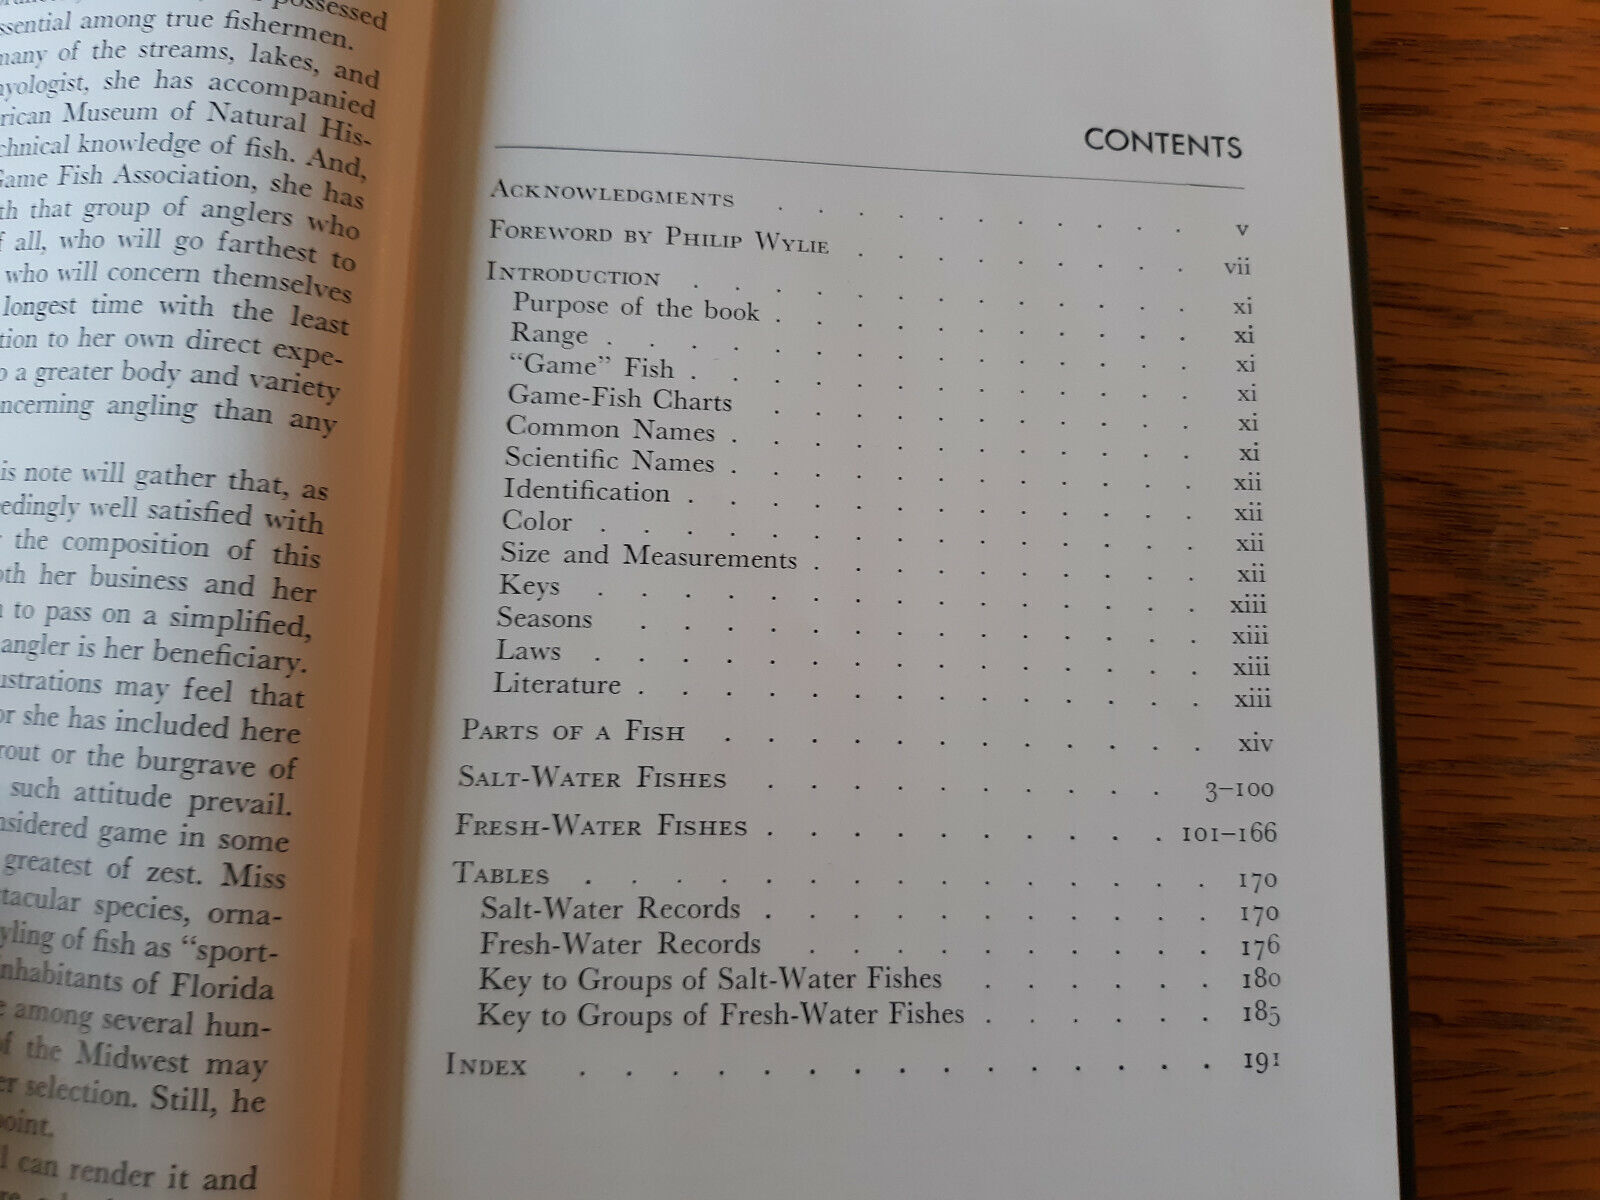 possessed
ssential among true fishermen.
many of the streams, lakes, and
yologist, she has accompanied
rican Museum of Natural His-
chnical knowledge of fish. And,
Game Fish Association, she has
th that group of anglers who
f all, who will go farthest to
who will concern themselves
longest time with the least
tion to her own direct expe-
o a greater body and variety
ncerning angling than any
is note will gather that, as
edingly well satisfied with
the composition of this
oth her business and her
to pass on a simplified,
angler is her beneficiary.
ustrations may feel that
or she has included here
rout or the burgrave of
such attitude prevail.
nsidered game in some
greatest of zest. Miss
tacular species, orna-
yling of fish as "sport-
nhabitants of Florida
e among several hun-
of the Midwest may
er selection. Still, he
point.
I can render it and
CONTENTS
ACKNOWLEDGMENTS v
FOREWORD BY PHILIP WYLIE vii
INTRODUCTION xi
Purpose of the book xi
Range xi
"Game" Fish xi
Game-Fish Charts xi
Common Names xi
Scientific Names xii
Identification xii
Color xii
Size and Measurements xii
Keys xiii
Seasons xiii
Laws xiii
Literature xiii
PARTS OF A FISH xiv
SALT-WATER FISHES 3–100
FRESH-WATER FISHES 101–166
TABLES 170
Salt-Water Records 170
Fresh-Water Records 176
Key to Groups of Salt-Water Fishes 180
Key to Groups of Fresh-Water Fishes 185
INDEX 191